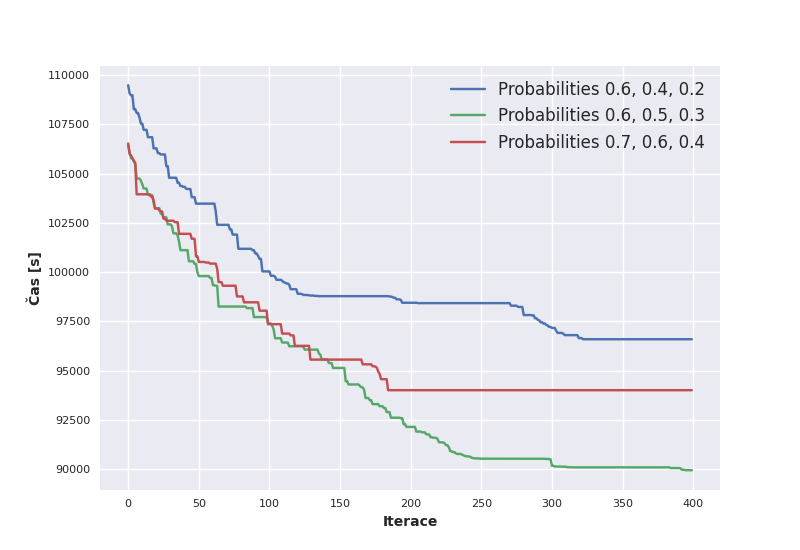 110000
107500
105000
102500
100000
97500
95000
92500
90000
Čas [s]
Probabilities 0.6, 0.4, 0.2
Probabilities 0.6, 0.5, 0.3
Probabilities 0.7, 0.6, 0.4
0 50 100 150 200 250 300 350 400
Iterace